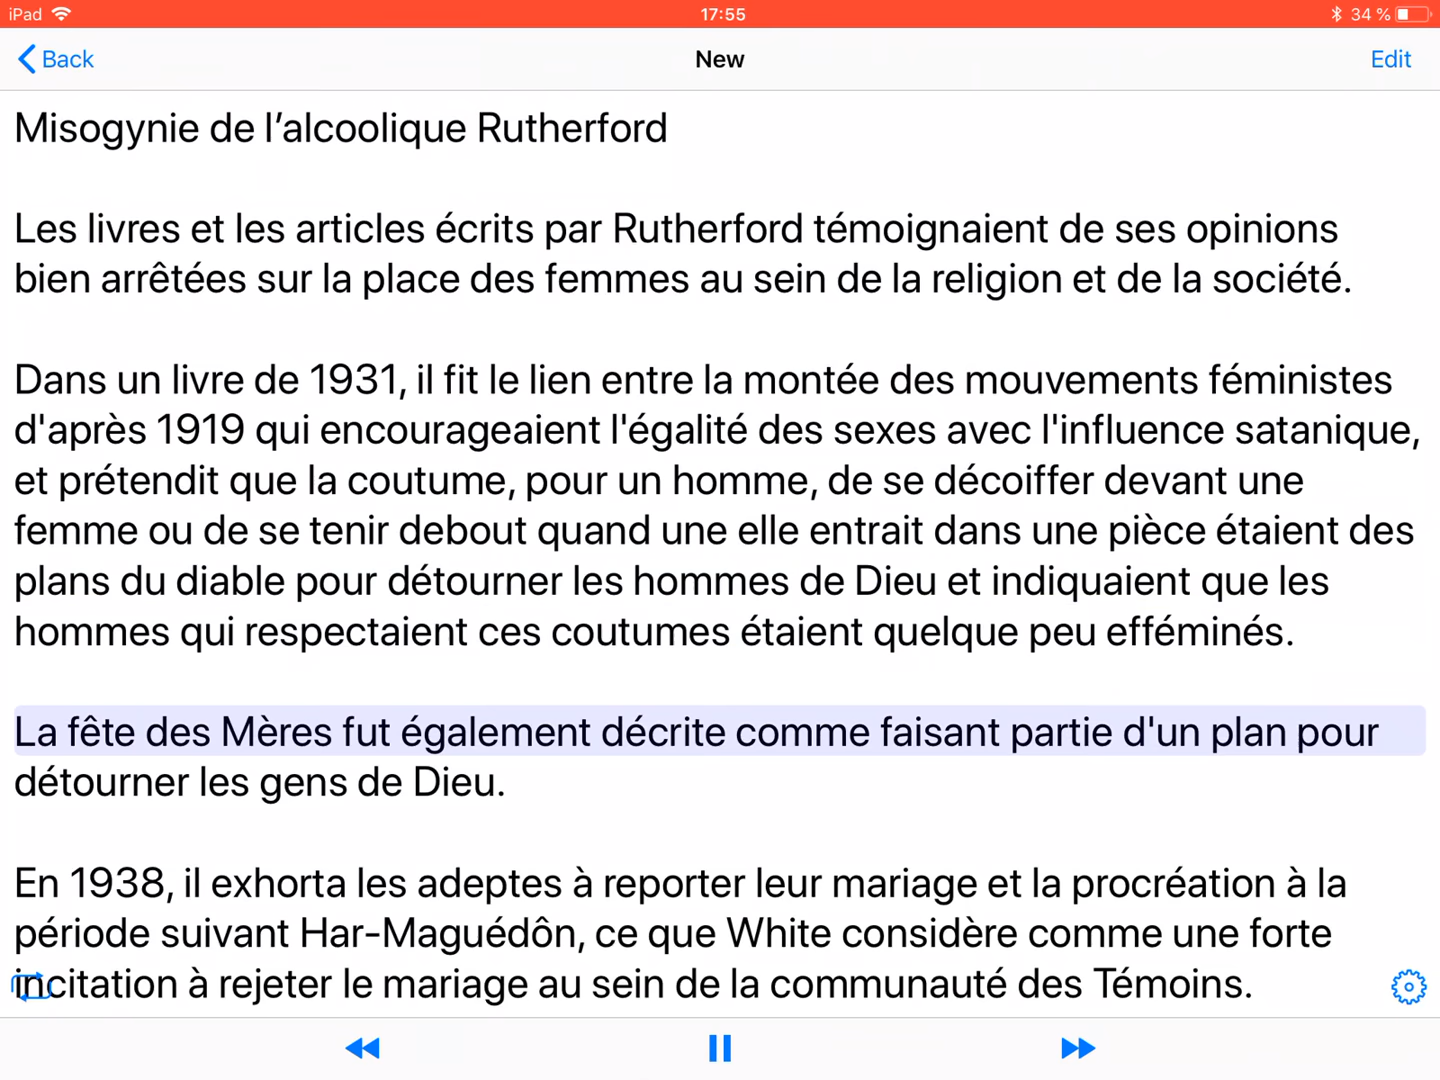 iPad 17:55 34 %
Back New Edit
Misogynie de l’alcoolique Rutherford
Les livres et les articles écrits par Rutherford témoignaient de ses opinions
bien arrêtées sur la place des femmes au sein de la religion et de la société.
Dans un livre de 1931, il fit le lien entre la montée des mouvements féministes
d'après 1919 qui encourageaient l'égalité des sexes avec l'influence satanique,
et prétendit que la coutume, pour un homme, de se décoiffer devant une
femme ou de se tenir debout quand une elle entrait dans une pièce étaient des
plans du diable pour détourner les hommes de Dieu et indiquaient que les
hommes qui respectaient ces coutumes étaient quelque peu efféminés.
La fête des Mères fut également décrite comme faisant partie d'un plan pour
détourner les gens de Dieu.
En 1938, il exhorta les adeptes à reporter leur mariage et la procréation à la
période suivant Har-Maguédôn, ce que White considère comme une forte
incitation à rejeter le mariage au sein de la communauté des Témoins.